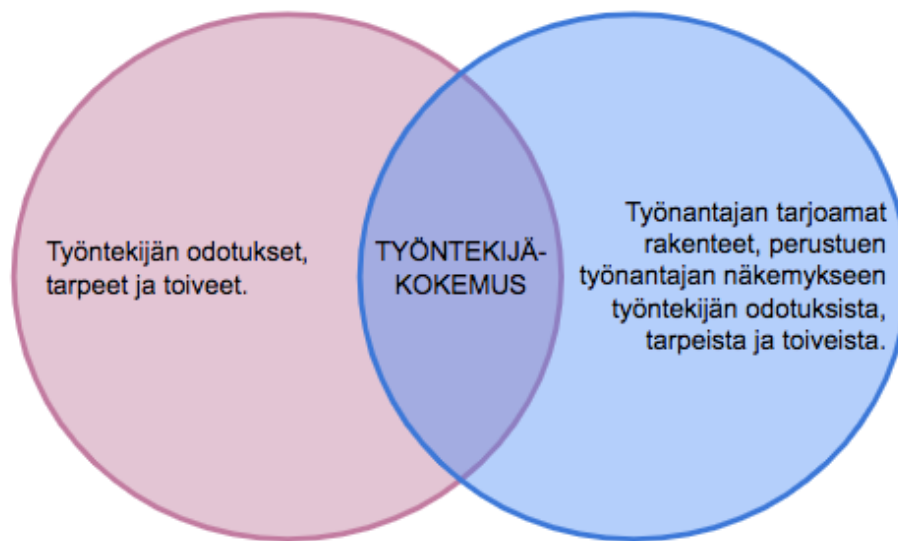 Työntekijän odotukset,
tarpeet ja toiveet.
TYÖNTEKIJÄ-
KOKEMUS
Työnantajan tarjoamat
rakenteet, perustuen
työnantajan näkemykseen
työntekijän odotuksista,
tarpeista ja toiveista.